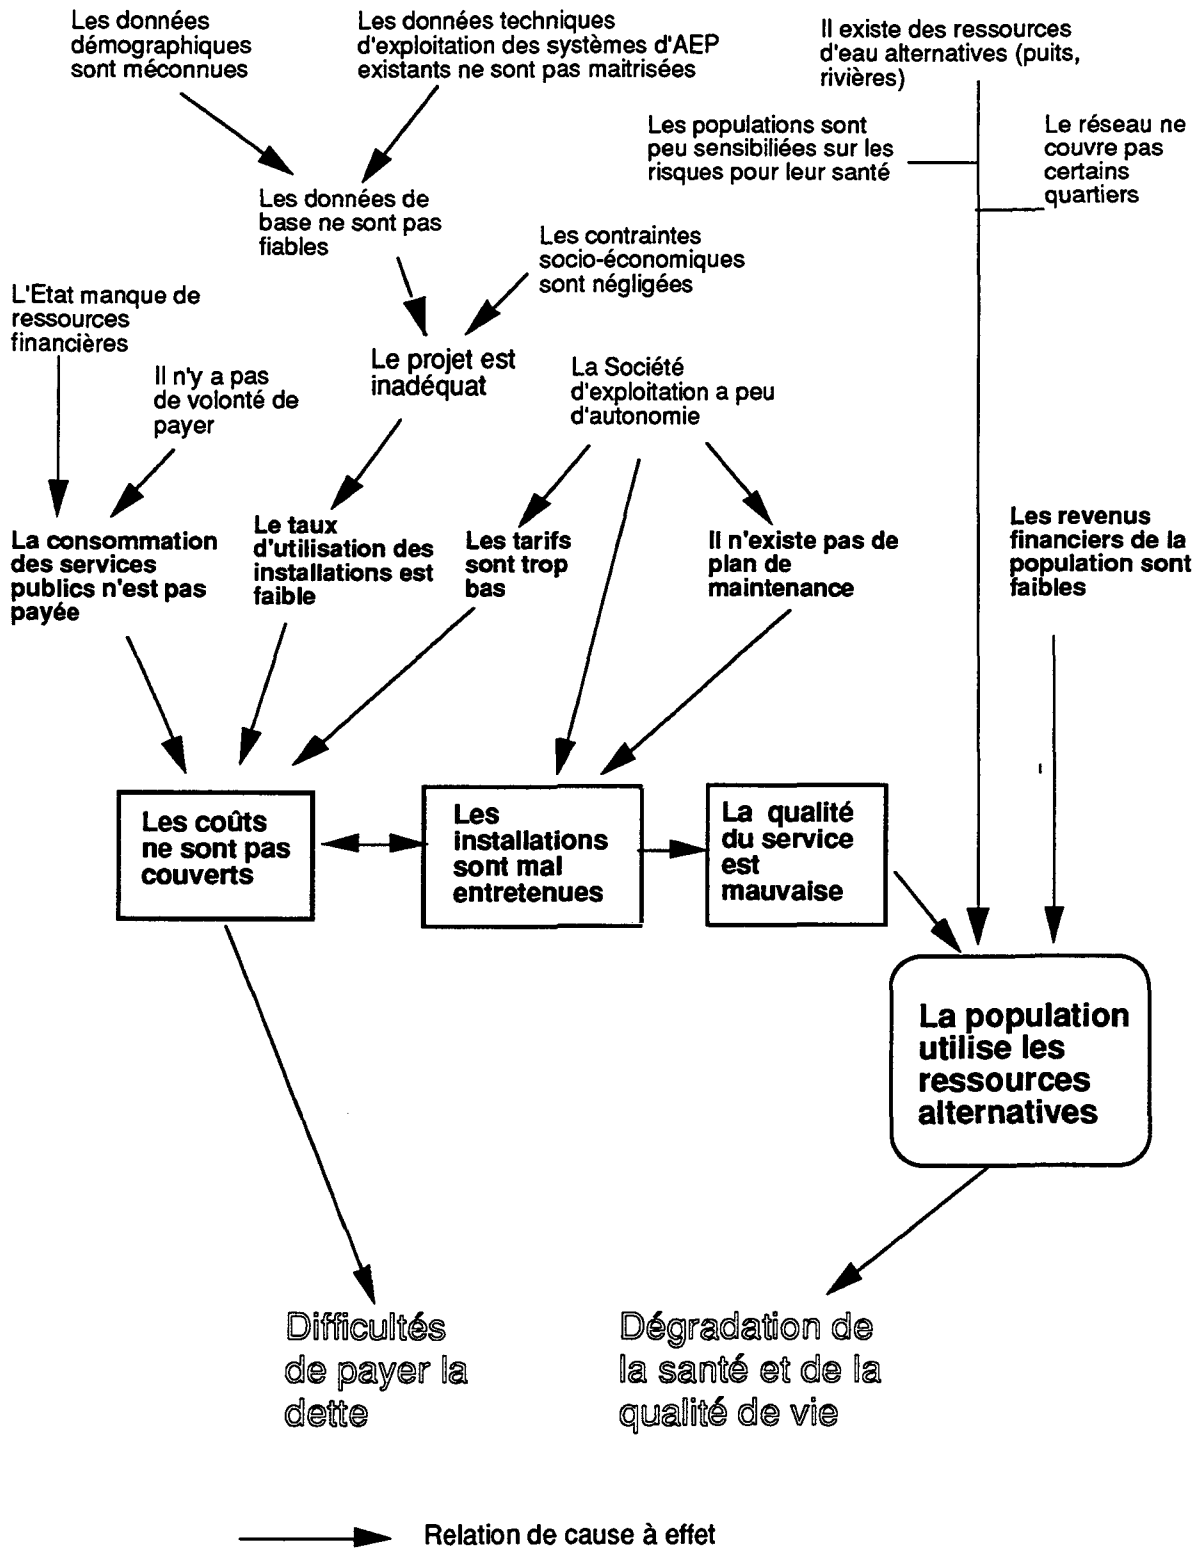 Les données
démographiques
sont méconnues
Les données techniques
d'exploitation des systèmes d'AEP
existants ne sont pas maitrisées
Il existe des ressources
d'eau alternatives (puits,
rivières)
Les populations sont
peu sensibiliées sur les
risques pour leur santé
Le réseau ne
couvre pas
certains
quartiers
Les données de
base ne sont pas
fiables
Les contraintes
socio-économiques
sont négligées
L'Etat manque de
ressources
financières
Il n'y a pas
de volonté de
payer
Le projet est
inadéquat
La Société
d'exploitation a peu
d'autonomie
La consommation
des services
publics n'est pas
payée
Le taux
d'utilisation des
installations est
faible
Les tarifs
sont trop
bas
Il n'existe pas de
plan de
maintenance
Les revenus
financiers de la
population sont
faibles
Les coûts
ne sont pas
couverts
Les
installations
sont mal
entretenues
La qualité
du service
est
mauvaise
La population
utilise les
ressources
alternatives
Difficultés
de payer la
dette
Dégradation de
la santé et de la
qualité de vie
Relation de cause à effet